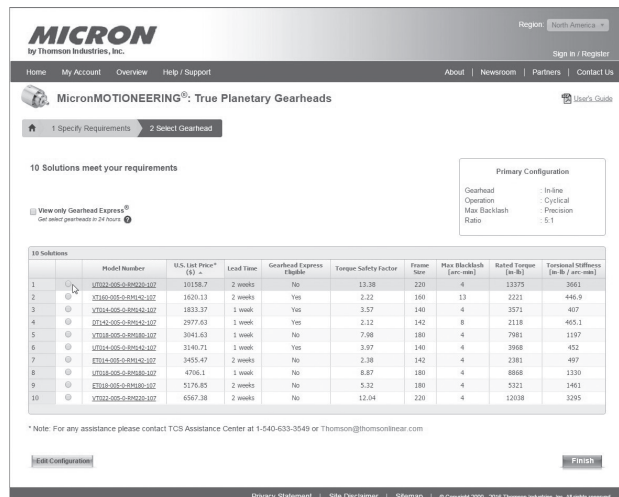 Region: North America
MICRON
by Thomson Industries, Inc.
Sign in / Register
Home My Account Overview Help / Support About | Newsroom | Partners | Contact Us
MicronMOTIONEERING®: True Planetary Gearheads
User's Guide
1 Specify Requirements 2 Select Gearhead
10 Solutions meet your requirements
Primary Configuration
Gearhead : In-line
Operation : Cyclical
Max Backlash : Precision
Ratio : 5:1
View only Gearhead Express®
Get select gearheads in 24 hours.
10 Solutions
Model Number U.S. List Price* ($) Lead Time Gearhead Express Eligible Torque Safety Factor Frame Size Max Blacklash [arc-min] Rated Torque [in-lb] Torsional Stiffness [in-lb / arc-min]
1 UT022-005-0-RM220-107 10158.7 2 weeks No 13.38 220 4 13375 3661
2 XT160-005-0-RM142-107 1620.13 2 weeks Yes 2.22 160 13 2221 446.9
3 VT014-005-0-RM142-107 1833.37 1 week Yes 3.57 140 4 3571 407
4 DT142-005-0-RM142-107 2977.63 1 week Yes 2.12 142 8 2118 465.1
5 VT018-005-0-RM180-107 3041.63 1 week No 7.98 180 4 7981 1197
6 UT014-005-0-RM142-107 3140.71 1 week Yes 3.97 140 4 3968 452
7 ET014-005-0-RM142-107 3455.47 2 weeks No 2.38 142 4 2381 497
8 UT018-005-0-RM180-107 4706.1 1 week No 8.87 180 4 8868 1330
9 ET018-005-0-RM180-107 5176.85 2 weeks No 5.32 180 4 5321 1461
10 VT022-005-0-RM220-107 6567.38 2 weeks No 12.04 220 4 12038 3295
* Note: For any assistance please contact TCS Assistance Center at 1-540-633-3549 or Thomson@thomsonlinear.com
Edit Configuration Finish
Privacy Statement | Site Disclaimer | Sitemap | © Copyright 2000 - 2016 Thomson Industries, Inc. All rights reserved.